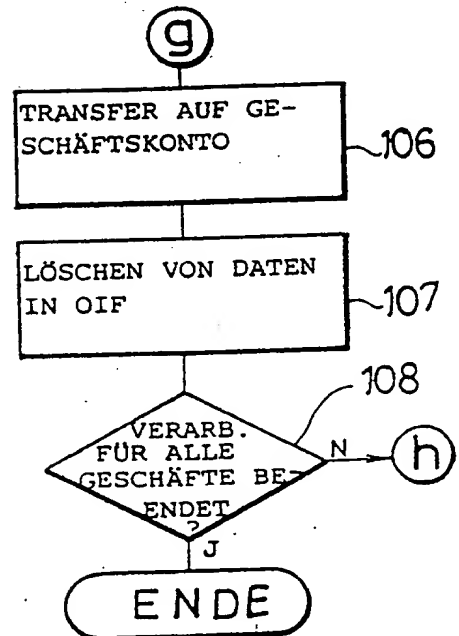 g
TRANSFER AUF GE-
SCHÄFTSKONTO
106
LÖSCHEN VON DATEN
IN OIF
107
108
VERARB.
FÜR ALLE
GESCHÄFTE BE-
ENDET
?
N
h
J
ENDE